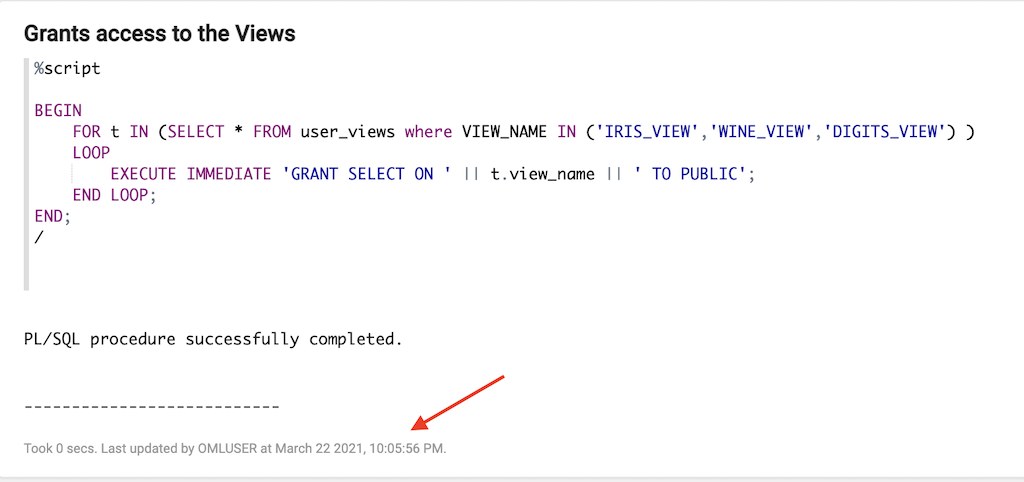 Grants access to the Views
%script
BEGIN
FOR t IN (SELECT * FROM user_views where VIEW_NAME IN ('IRIS_VIEW','WINE_VIEW','DIGITS_VIEW') )
LOOP
EXECUTE IMMEDIATE 'GRANT SELECT ON ' || t.view_name || ' TO PUBLIC';
END LOOP;
END;
/
PL/SQL procedure successfully completed.
---------------------------
Took 0 secs. Last updated by OMLUSER at March 22 2021, 10:05:56 PM.